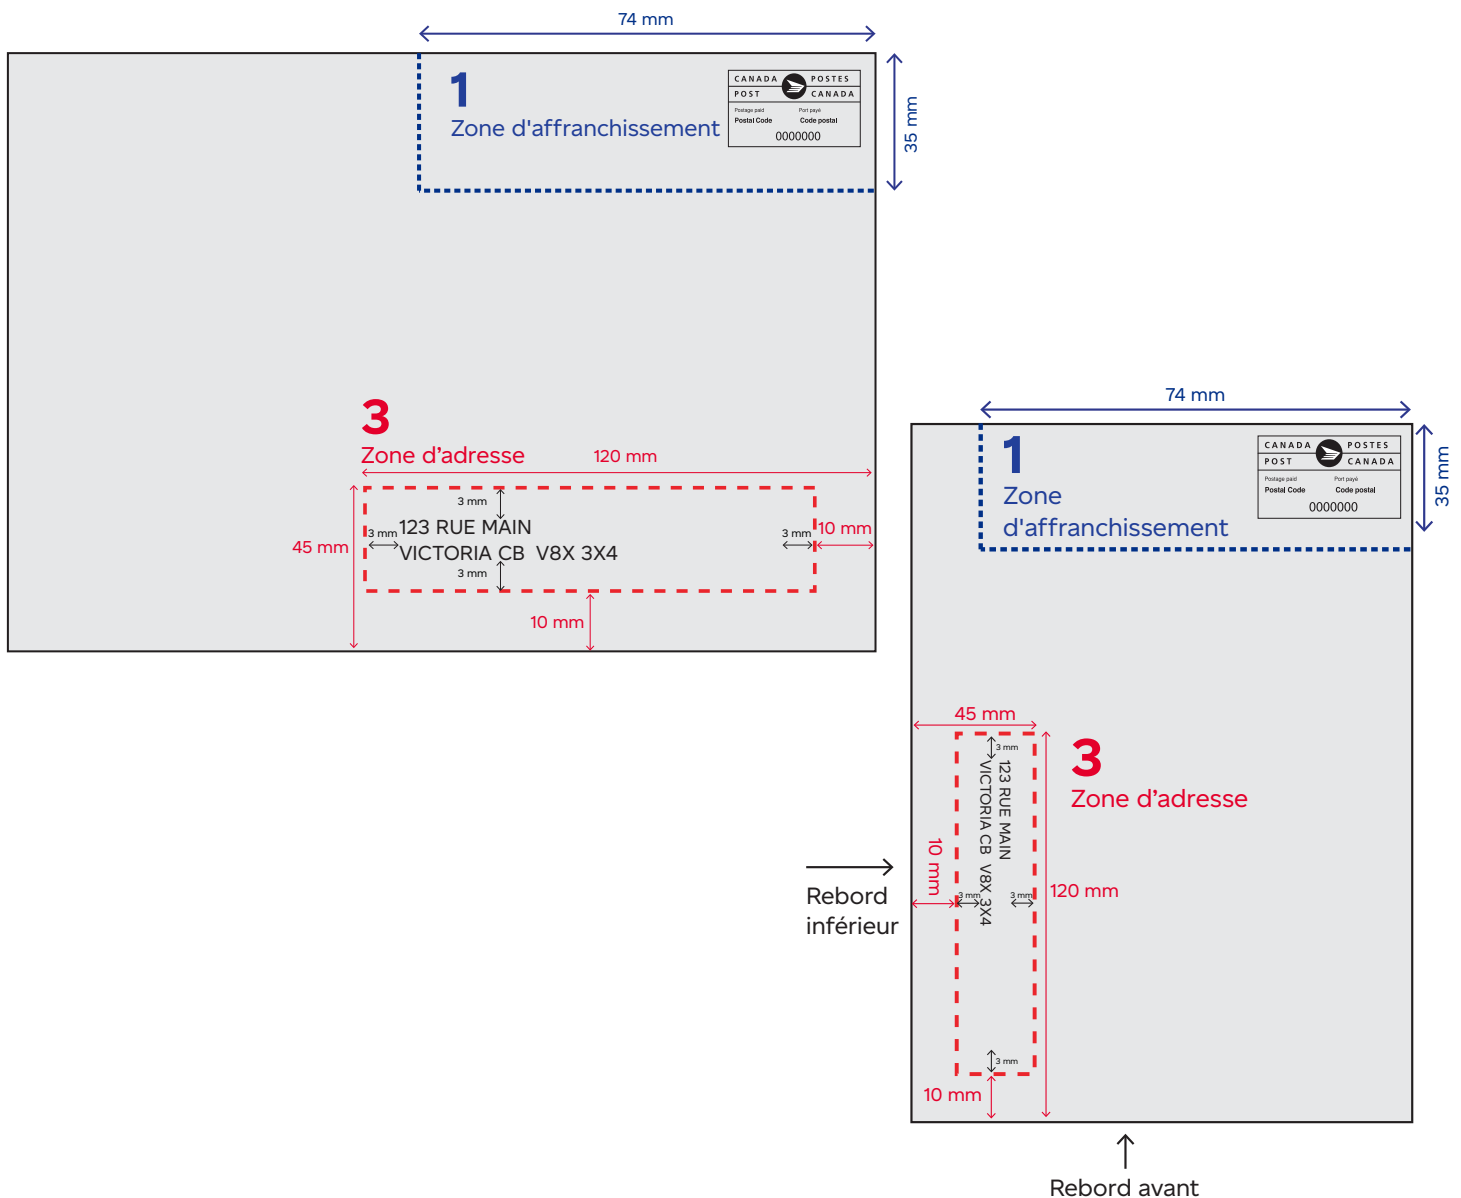 74 mm
1
Zone d'affranchissement
CANADA POSTES
POST CANADA
Postage paid Port payé
Postal Code Code postal
0000000
35 mm
3
Zone d’adresse
120 mm
3 mm
3 mm
123 RUE MAIN
3 mm
10 mm
45 mm
VICTORIA CB  V8X 3X4
3 mm
10 mm
74 mm
1
Zone
d'affranchissement
CANADA POSTES
POST CANADA
Postage paid Port payé
Postal Code Code postal
0000000
35 mm
45 mm
3 mm
123 RUE MAIN
VICTORIA CB  V8X 3X4
3
Zone d’adresse
10 mm
3 mm
3 mm
120 mm
Rebord
inférieur
3 mm
10 mm
Rebord avant